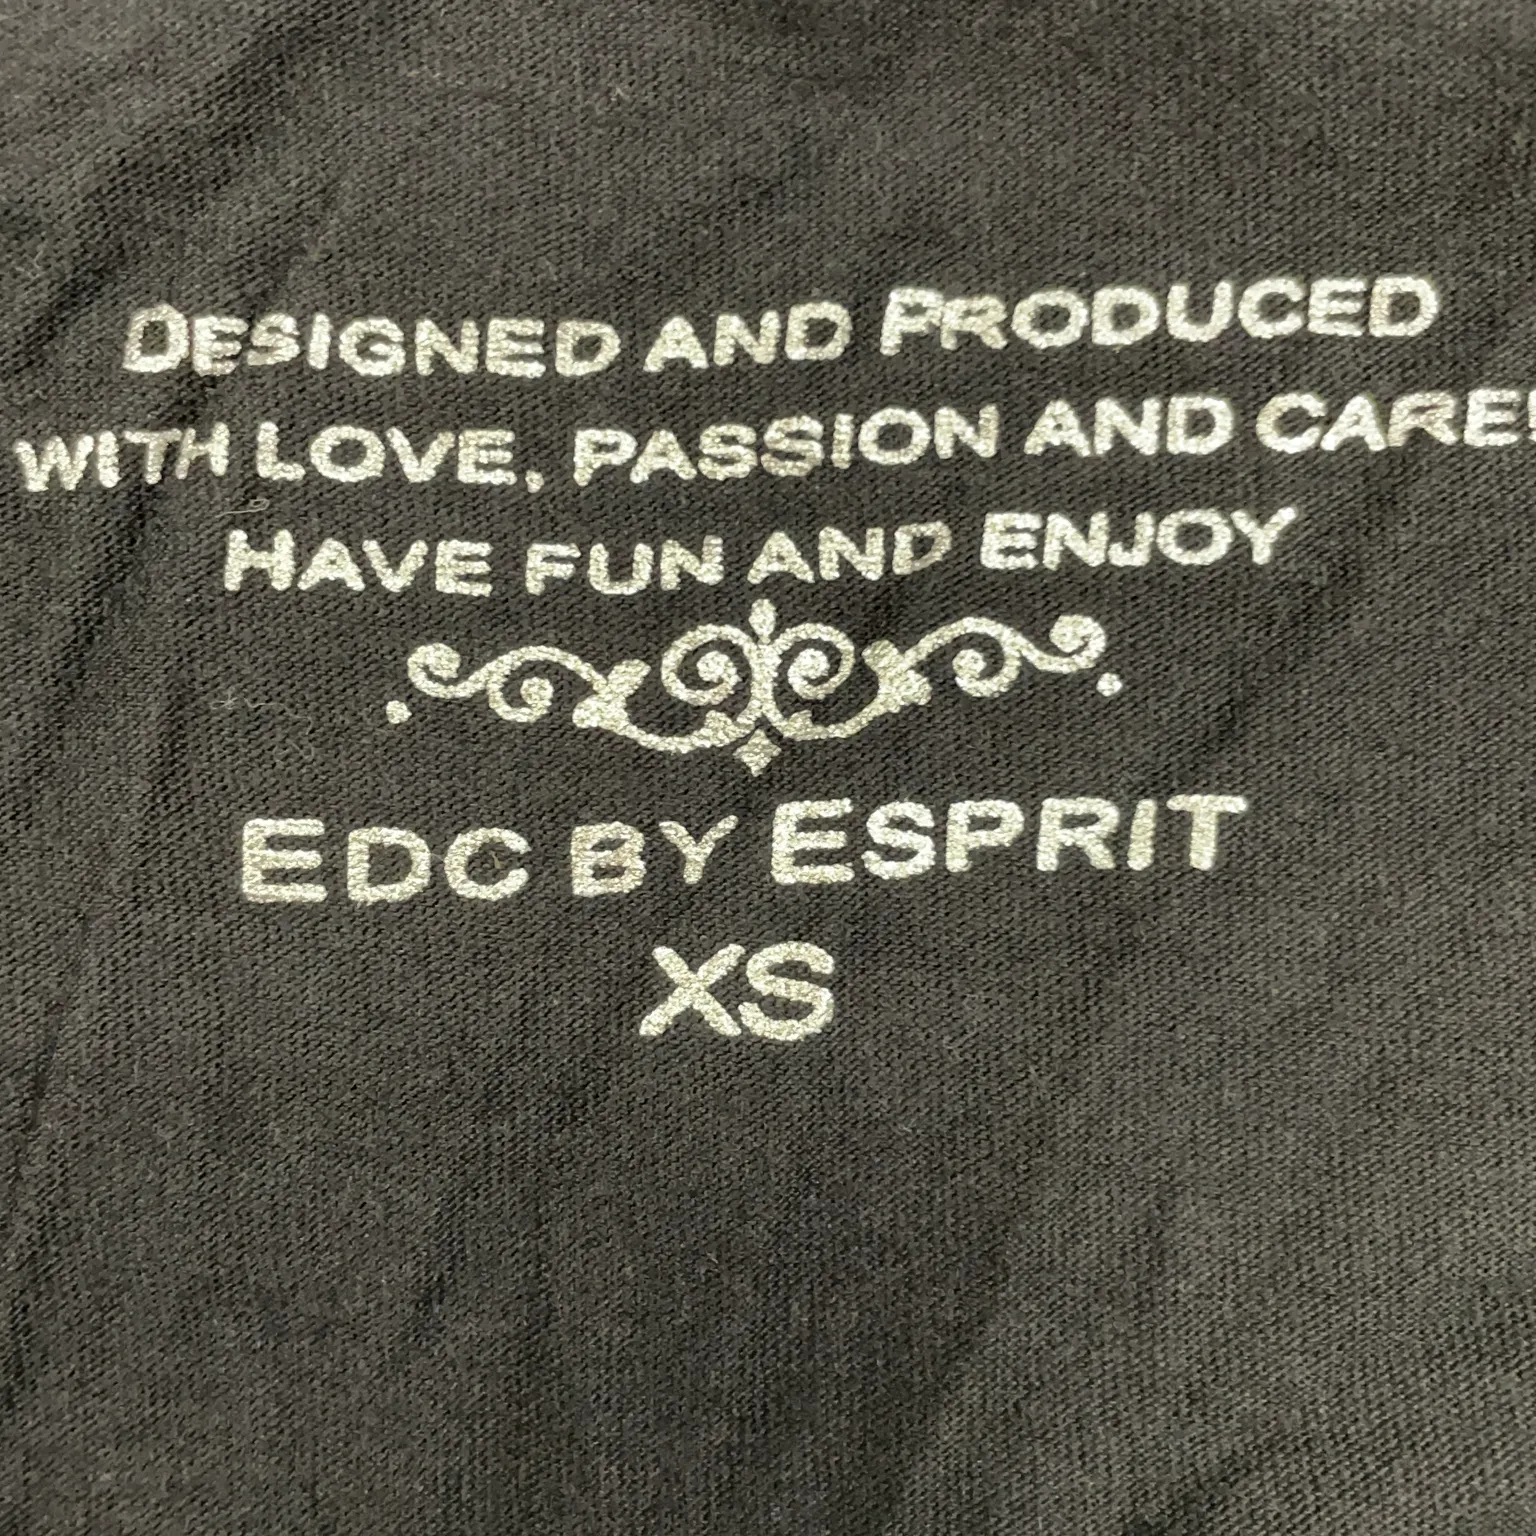 DESIGNED AND PRODUCED
WITH LOVE, PASSION AND CARE!
HAVE FUN AND ENJOY
EDC BY ESPRIT
XS